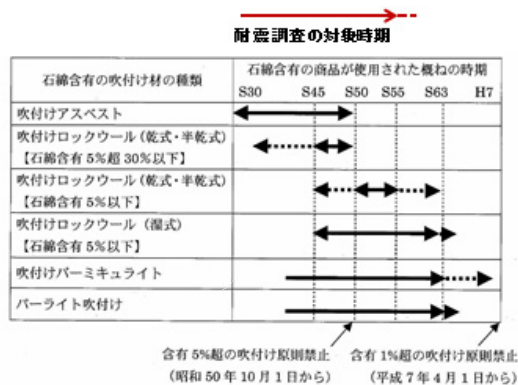 耐震調査の対象時期
石綿含有の吹付け材の種類
石綿含有の商品が使用された概ねの時期
S30 S45 S50 S55 S63 H7
吹付けアスベスト
吹付けロックウール(乾式・半乾式)
【石綿含有5%超30%以下】
吹付けロックウール(乾式・半乾式)
【石綿含有5%以下】
吹付けロックウール(湿式)
【石綿含有5%以下】
吹付けバーミキュライト
パーライト吹付け
含有5%超の吹付け原則禁止
(昭和50年10月1日から)
含有1%超の吹付け原則禁止
(平成7年4月1日から)